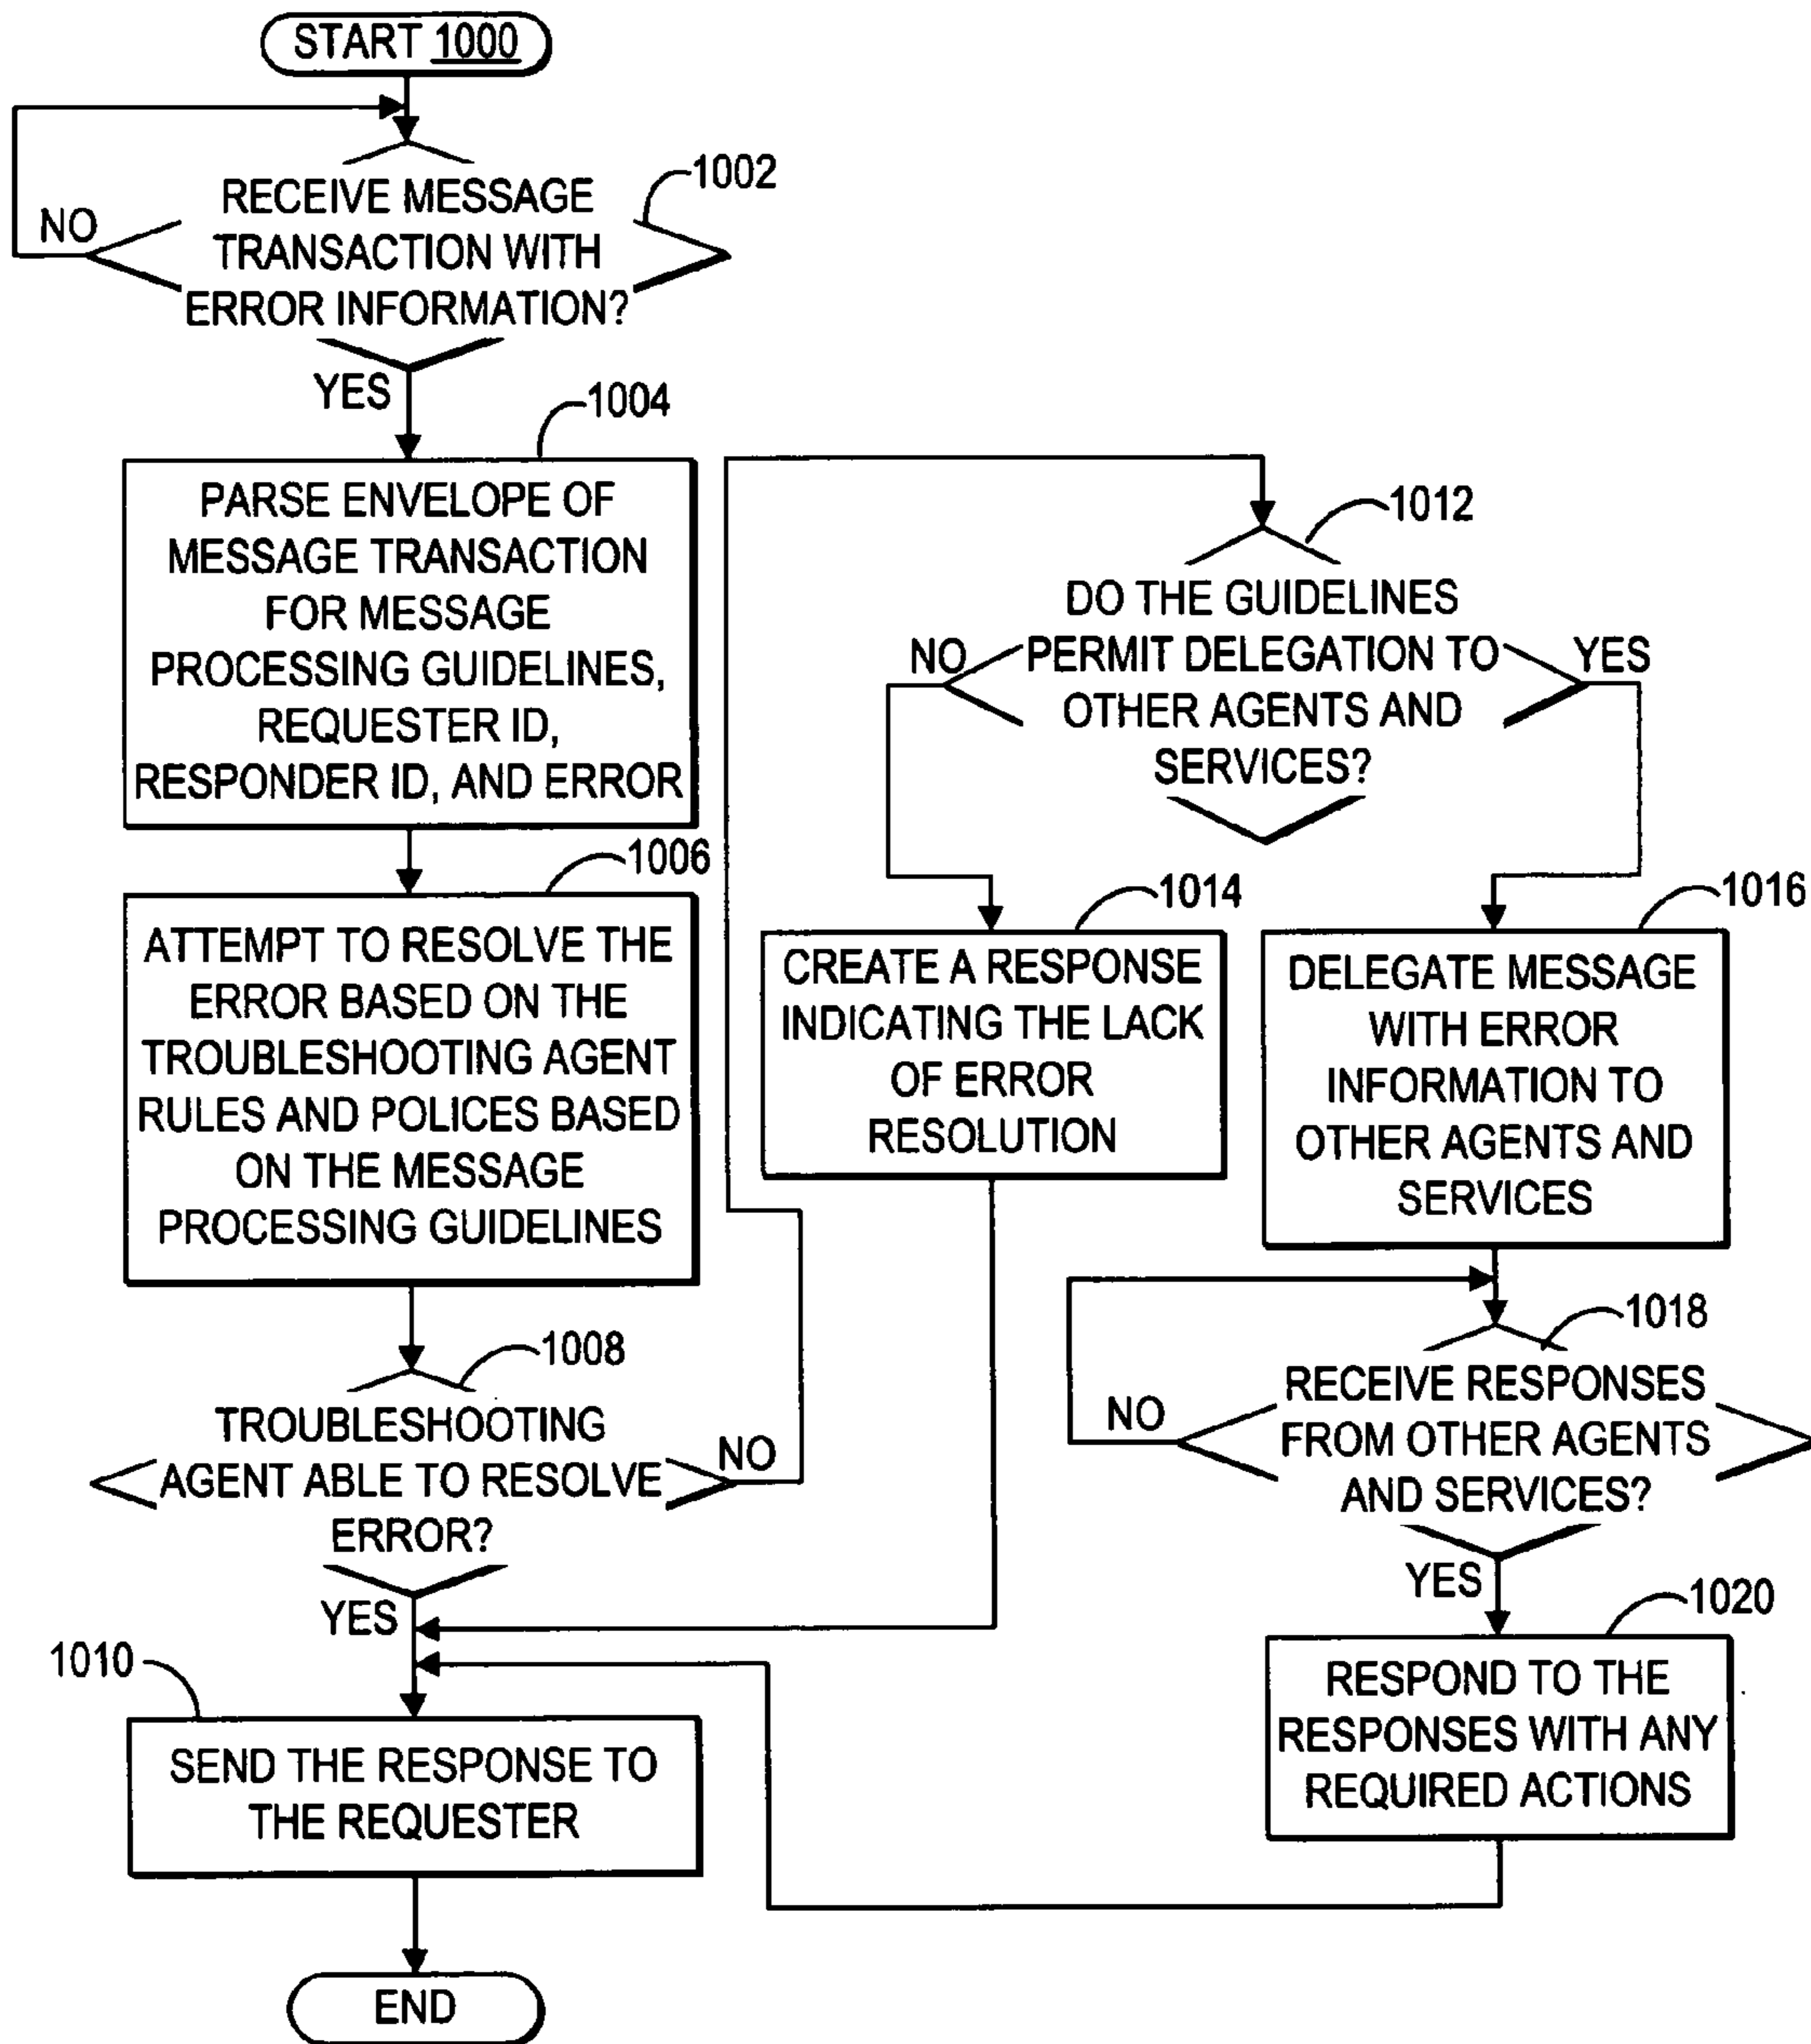 START 1000
RECEIVE MESSAGE
TRANSACTION WITH
ERROR INFORMATION?
1002
NO
YES
1004
PARSE ENVELOPE OF
MESSAGE TRANSACTION
FOR MESSAGE
PROCESSING GUIDELINES,
REQUESTER ID,
RESPONDER ID, AND ERROR
1006
ATTEMPT TO RESOLVE THE
ERROR BASED ON THE
TROUBLESHOOTING AGENT
RULES AND POLICES BASED
ON THE MESSAGE
PROCESSING GUIDELINES
1008
TROUBLESHOOTING
AGENT ABLE TO RESOLVE
ERROR?
NO
YES
1010
SEND THE RESPONSE TO
THE REQUESTER
END
1012
DO THE GUIDELINES
PERMIT DELEGATION TO
OTHER AGENTS AND
SERVICES?
NO
YES
1014
CREATE A RESPONSE
INDICATING THE LACK
OF ERROR
RESOLUTION
1016
DELEGATE MESSAGE
WITH ERROR
INFORMATION TO
OTHER AGENTS AND
SERVICES
1018
RECEIVE RESPONSES
FROM OTHER AGENTS
AND SERVICES?
NO
YES
1020
RESPOND TO THE
RESPONSES WITH ANY
REQUIRED ACTIONS